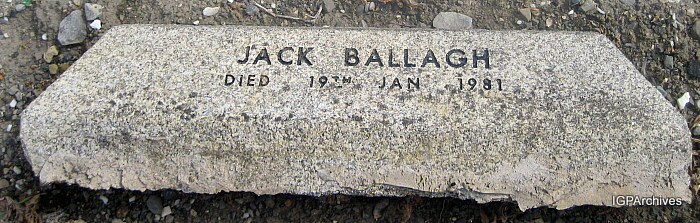 JACK BALLAGH
DIED 19TH JAN 1981
IGPArchives